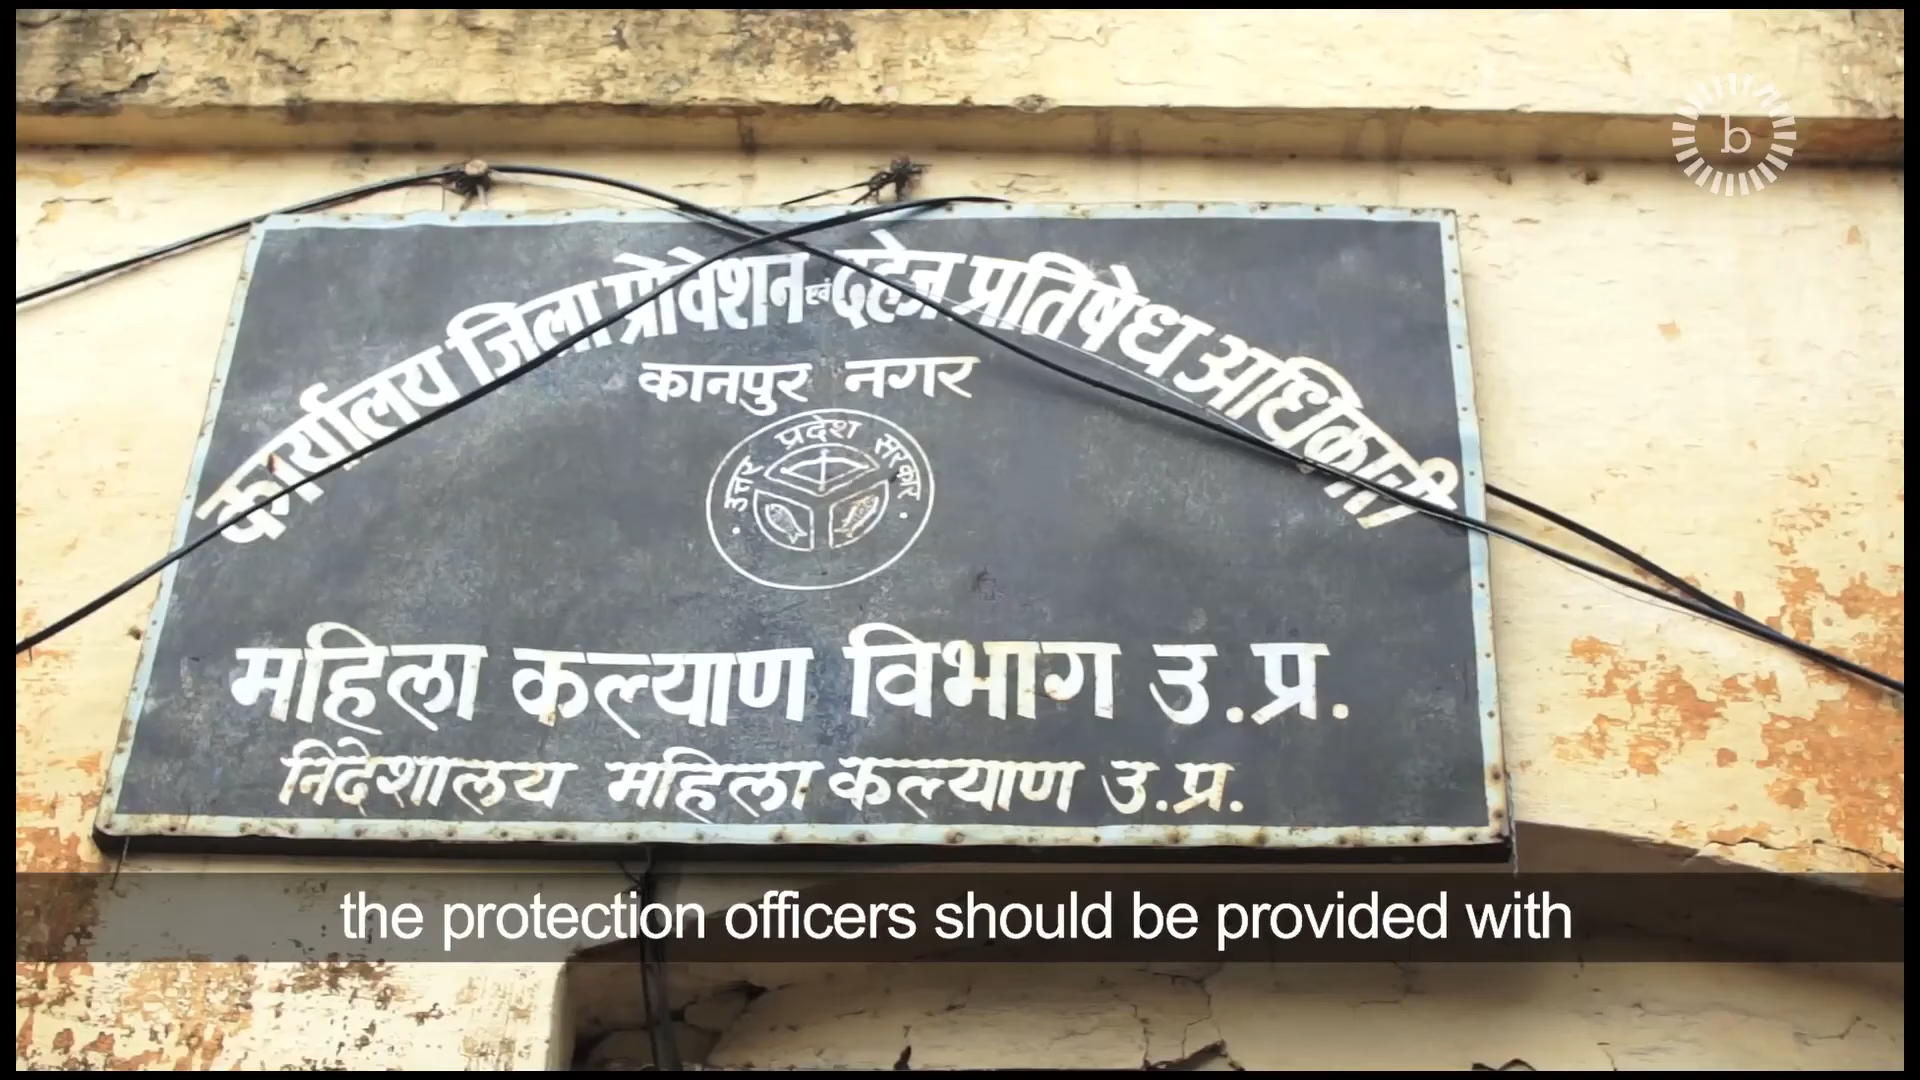 b
कार्यालय जिला प्रोवेशन एवं दहेज प्रतिषेध अधिकारी
कानपुर नगर
उत्तर प्रदेश सरकार
महिला कल्याण विभाग उ.प्र.
निदेशालय महिला कल्याण उ.प्र.
the protection officers should be provided with